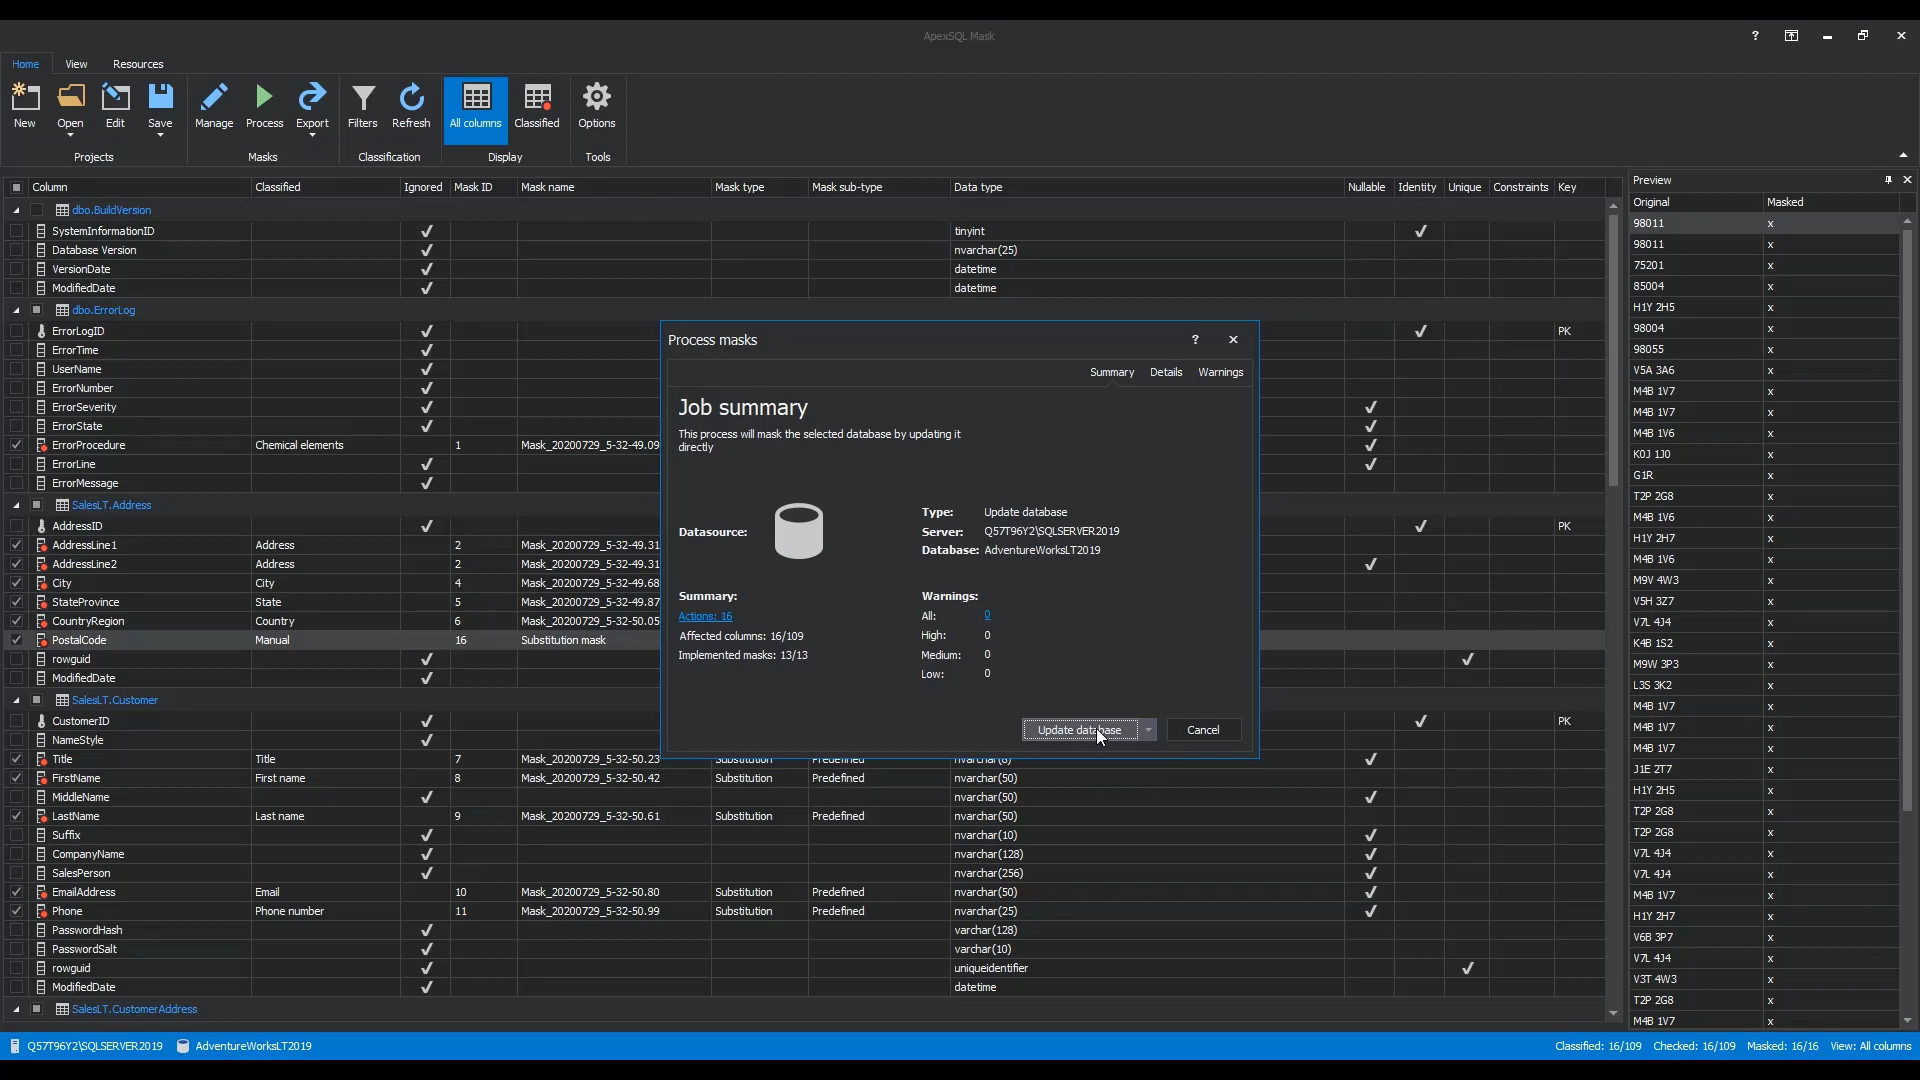 ApexSQL Mask
?
Home View Resources
New Open Edit Save Manage Process Export Filters Refresh All columns Classified Options
Projects Masks Classification Display Tools
Column Classified Ignored Mask ID Mask name Mask type Mask sub-type Data type Nullable Identity Unique Constraints Key
dbo.BuildVersion
SystemInformationID tinyint
Database Version nvarchar(25)
VersionDate datetime
ModifiedDate datetime
dbo.ErrorLog
ErrorLogID PK
ErrorTime
UserName
ErrorNumber
ErrorSeverity
ErrorState
ErrorProcedure Chemical elements 1 Mask_20200729_5-32-49.09
ErrorLine
ErrorMessage
SalesLT.Address
AddressID PK
AddressLine1 Address 2 Mask_20200729_5-32-49.31
AddressLine2 Address 2 Mask_20200729_5-32-49.31
City City 4 Mask_20200729_5-32-49.68
StateProvince State 5 Mask_20200729_5-32-49.87
CountryRegion Country 6 Mask_20200729_5-32-50.05
PostalCode Manual 16 Substitution mask
rowguid
ModifiedDate
SalesLT.Customer
CustomerID PK
NameStyle
Title Title 7 Mask_20200729_5-32-50.23 Substitution Predefined nvarchar(8)
FirstName First name 8 Mask_20200729_5-32-50.42 Substitution Predefined nvarchar(50)
MiddleName nvarchar(50)
LastName Last name 9 Mask_20200729_5-32-50.61 Substitution Predefined nvarchar(50)
Suffix nvarchar(10)
CompanyName nvarchar(128)
SalesPerson nvarchar(256)
EmailAddress Email 10 Mask_20200729_5-32-50.80 Substitution Predefined nvarchar(50)
Phone Phone number 11 Mask_20200729_5-32-50.99 Substitution Predefined nvarchar(25)
PasswordHash varchar(128)
PasswordSalt varchar(10)
rowguid uniqueidentifier
ModifiedDate datetime
SalesLT.CustomerAddress
Process masks ?
Summary Details Warnings
Job summary
This process will mask the selected database by updating it
directly
Datasource:
Type: Update database
Server: Q57T96Y2\SQLSERVER2019
Database: AdventureWorksLT2019
Summary:
Actions: 16
Affected columns: 16/109
Implemented masks: 13/13
Warnings:
All: 0
High: 0
Medium: 0
Low: 0
Update database Cancel
Preview
Original Masked
98011 x
98011 x
75201 x
85004 x
H1Y 2H5 x
98004 x
98055 x
V5A 3A6 x
M4B 1V7 x
M4B 1V7 x
M4B 1V6 x
K0J 1J0 x
G1R x
T2P 2G8 x
M4B 1V6 x
H1Y 2H7 x
M4B 1V6 x
M9V 4W3 x
V5H 3Z7 x
V7L 4J4 x
K4B 1S2 x
M9W 3P3 x
L3S 3K2 x
M4B 1V7 x
M4B 1V7 x
M4B 1V7 x
J1E 2T7 x
H1Y 2H5 x
T2P 2G8 x
T2P 2G8 x
V7L 4J4 x
V7L 4J4 x
M4B 1V7 x
H1Y 2H7 x
V6B 3P7 x
V7L 4J4 x
V3T 4W3 x
T2P 2G8 x
M4B 1V7 x
Q57T96Y2\SQLSERVER2019 AdventureWorksLT2019 Classified: 16/109 Checked: 16/109 Masked: 16/16 View: All columns